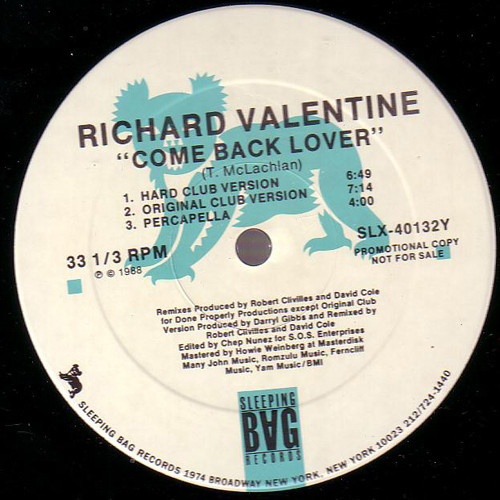 RICHARD VALENTINE
"COME BACK LOVER"
(T. McLachlan)
1. HARD CLUB VERSION 6:49
2. ORIGINAL CLUB VERSION 7:14
3. PERCAPELLA 4:00
33 1/3 RPM
℗ © 1988
SLX-40132Y
PROMOTIONAL COPY
NOT FOR SALE
Remixes Produced by Robert Clivilles and David Cole
for Done Properly Productions except Original Club
Version Produced by Darryl Gibbs and Remixed by
Robert Clivilles and David Cole
Edited by Chep Nunez for S.O.S. Enterprises
Mastered by Howie Weinberg at Masterdisk
Many John Music, Romzulu Music, Ferncliff
Music, Yam Music/BMI
SLEEPING
BAG
RECORDS
SLEEPING BAG RECORDS 1974 BROADWAY NEW YORK, NEW YORK 10023 212/724-1440